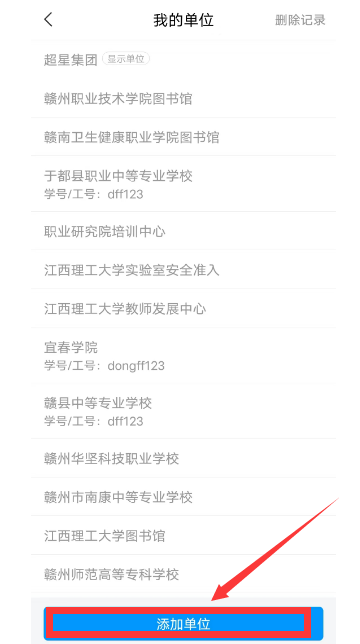 我的单位 删除记录
超星集团 显示单位
赣州职业技术学院图书馆
赣南卫生健康职业学院图书馆
于都县职业中等专业学校
学号/工号：dff123
职业研究院培训中心
江西理工大学实验室安全准入
江西理工大学教师发展中心
宜春学院
学号/工号：dongff123
赣县中等专业学校
学号/工号：dff123
赣州华坚科技职业学校
赣州市南康中等专业学校
江西理工大学图书馆
赣州师范高等专科学校
添加单位